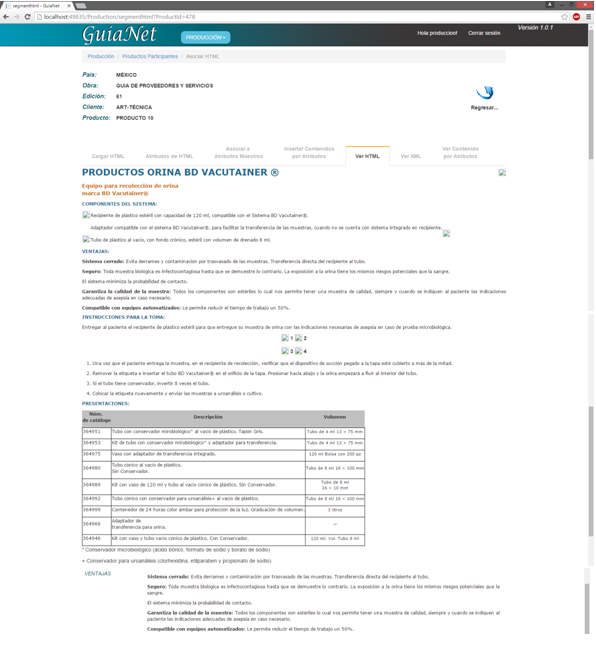 segmenthtml - GuiaNet
localhost:49835/Production/segmenthtml?ProductId=478
GuíaNet
PRODUCCIÓN
Hola produccion!
Cerrar sesión
Versión 1.0.1
Producción / Productos Participantes / Asociar HTML
País: MÉXICO
Obra: GUIA DE PROVEEDORES Y SERVICIOS
Edición: 61
Cliente: ART-TÉCNICA
Producto: PRODUCTO 10
Regresar...
Cargar HTML
Atributos de HTML
Asociar a
Atributos Maestros
Insertar Contenidos
por Atributos
Ver HTML
Ver XML
Ver Contenido
por Atributos
PRODUCTOS ORINA BD VACUTAINER ®
Equipo para recolección de orina
marca BD Vacutainer®
COMPONENTES DEL SISTEMA:
Recipiente de plástico estéril con capacidad de 120 ml, compatible con el Sistema BD Vacutainer®.
Adaptador compatible con el sistema BD Vacutainer®, para facilitar la transferencia de las muestras, cuando no se cuenta con sistema integrado en recipiente.
Tubo de plástico al vacío, con fondo crónico, estéril con volumen de drenado 8 ml.
VENTAJAS:
Sistema cerrado: Evita derrames y contaminación por trasvasado de las muestras. Transferencia directa del recipiente al tubo.
Seguro: Toda muestra biológica es infectocontagiosa hasta que se demuestre lo contrario. La exposición a la orina tiene los mismos riesgos potenciales que la sangre.
El sistema minimiza la probabilidad de contacto.
Garantiza la calidad de la muestra: Todos los componentes son estériles lo cual nos permite tener una muestra de calidad, siempre y cuando se indiquen al paciente las indicaciones
adecuadas de asepsia en caso necesario.
Compatible con equipos automatizados: Le permite reducir el tiempo de trabajo un 50%.
INSTRUCCIONES PARA LA TOMA:
Entregar al paciente el recipiente de plástico estéril para que entregue su muestra de orina con las indicaciones necesarias de asepsia en caso de prueba microbiológica.
1 2
3 4
1. Una vez que el paciente entrega la muestra, en el recipiente de recolección, verificar que el dispositivo de succión pegado a la tapa esté cubierto a más de la mitad.
2. Remover la etiqueta e insertar el tubo BD Vacutainer® en el orificio de la tapa. Presionar hacia abajo y la orina empezará a fluir al interior del tubo.
3. Si el tubo tiene conservador, invertir 8 veces el tubo.
4. Colocar la etiqueta nuevamente y enviar las muestras a uroanálisis o cultivo.
PRESENTACIONES:
Núm.
de catálogo
Descripción
Volumen
364951 Tubo con conservador mirobiológico* al vacío de plástico. Tapón Gris. Tubo de 4 ml 13 × 75 mm
364953 Kit de tubo con conservador mirobiológico* y adaptador para transferencia. Tubo de 4 ml 13 × 75 mm
364975 Vaso con adaptador de transferencia integrado. 120 ml Bolsa con 200 pz
364980 Tubo cónico al vacío de plástico.
Sin Conservador. Tubo de 8 ml 16 × 100 mm
364989 Kit con vaso de 120 ml y tubo al vacío cónico de plástico. Sin Conservador. Tubo de 8 ml
16 × 10 mm
364992 Tubo cónico con conservador para uroanálisis+ al vacío de plástico. Tubo de 8 ml 16 × 100 mm
364999 Contenedor de 24 horas color ámbar para protección de la luz. Graduación de volumen. 3 litros
364966 Adaptador de
transferencia para orina. —
364946 Kit con vaso y tubo vacío cónico de plástico. Con Conservador. 120 ml. Vol. Tubo 8 ml
* Conservador microbiológico (ácido bórico, formato de sodio y borato de sodio)
+ Conservador para uroanálisis (clorhexidina, etilparaben y propionato de sodio)
VENTAJAS
Sistema cerrado: Evita derrames y contaminación por trasvasado de las muestras. Transferencia directa del recipiente al tubo.
Seguro: Toda muestra biológica es infectocontagiosa hasta que se demuestre lo contrario. La exposición a la orina tiene los mismos riesgos potenciales que la
sangre.
El sistema minimiza la probabilidad de contacto.
Garantiza la calidad de la muestra: Todos los componentes son estériles lo cual nos permite tener una muestra de calidad, siempre y cuando se indiquen al
paciente las indicaciones adecuadas de asepsia en caso necesario.
Compatible con equipos automatizados: Le permite reducir el tiempo de trabajo un 50%.